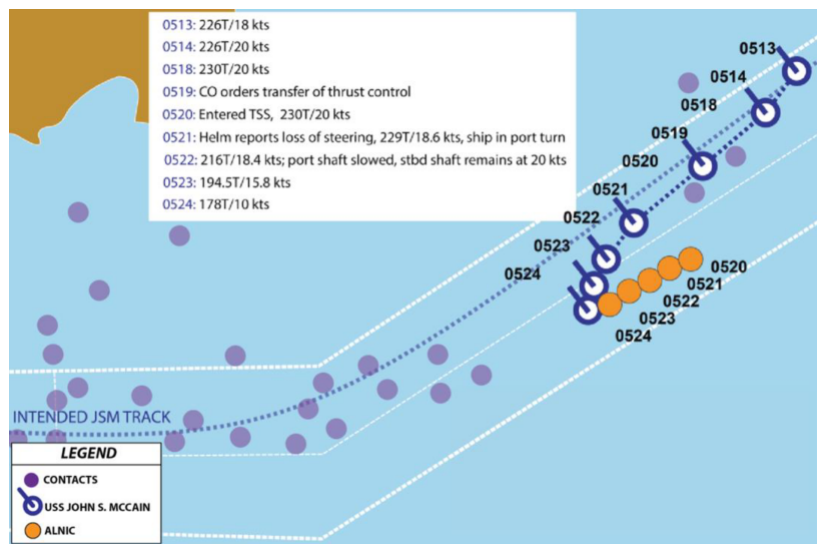 0513: 226T/18 kts
0514: 226T/20 kts
0518: 230T/20 kts
0519: CO orders transfer of thrust control
0520: Entered TSS, 230T/20 kts
0521: Helm reports loss of steering, 229T/18.6 kts, ship in port turn
0522: 216T/18.4 kts; port shaft slowed, stbd shaft remains at 20 kts
0523: 194.5T/15.8 kts
0524: 178T/10 kts
0513
0514
0518
0519
0520
0521
0522
0523
0524
0520
0521
0522
0523
0524
INTENDED JSM TRACK
LEGEND
CONTACTS
USS JOHN S. MCCAIN
ALNIC